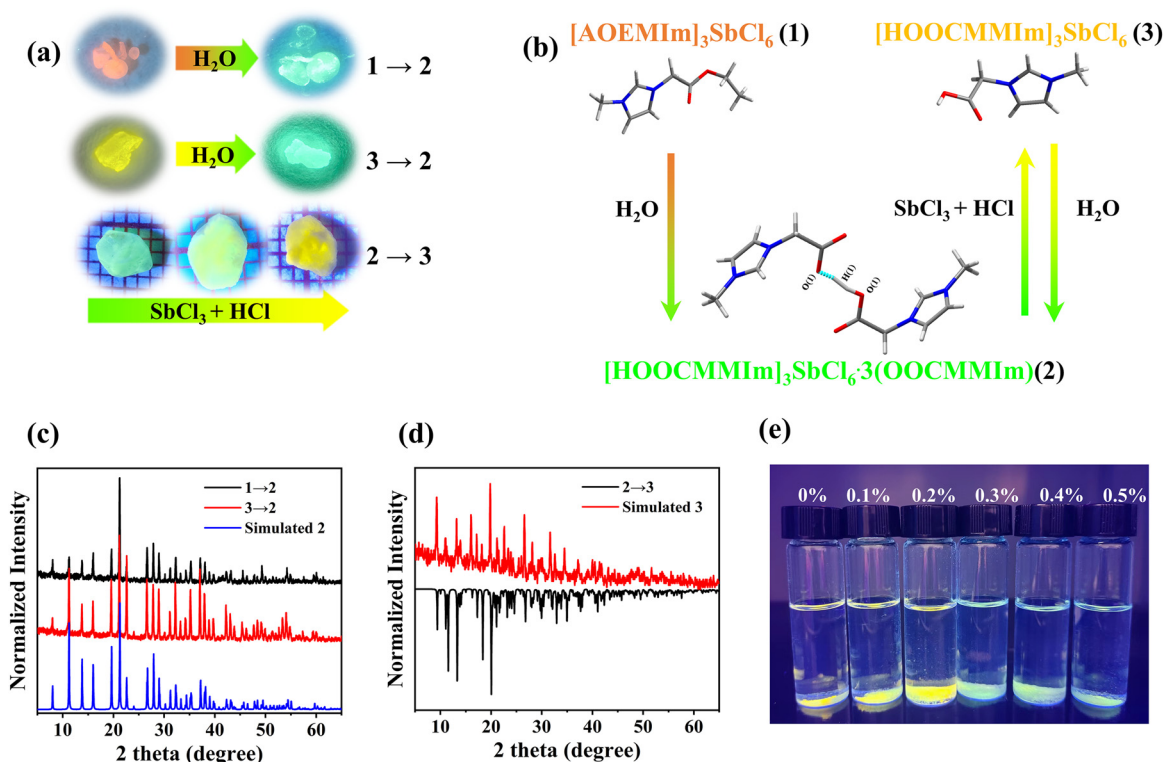 (a)
H₂O
1 → 2
H₂O
3 → 2
2 → 3
SbCl₃ + HCl
(b)
[AOEMIm]₃SbCl₆ (1)
[HOOCMMIm]₃SbCl₆ (3)
H₂O
SbCl₃ + HCl
H₂O
O(1)
H(1)
O(1)
[HOOCMMIm]₃SbCl₆·3(OOCMMIm)(2)
(c)
Normalized Intensity
1→2
3→2
Simulated 2
10 20 30 40 50 60
2 theta (degree)
(d)
Normalized Intensity
2→3
Simulated 3
10 20 30 40 50 60
2 theta (degree)
(e)
0% 0.1% 0.2% 0.3% 0.4% 0.5%